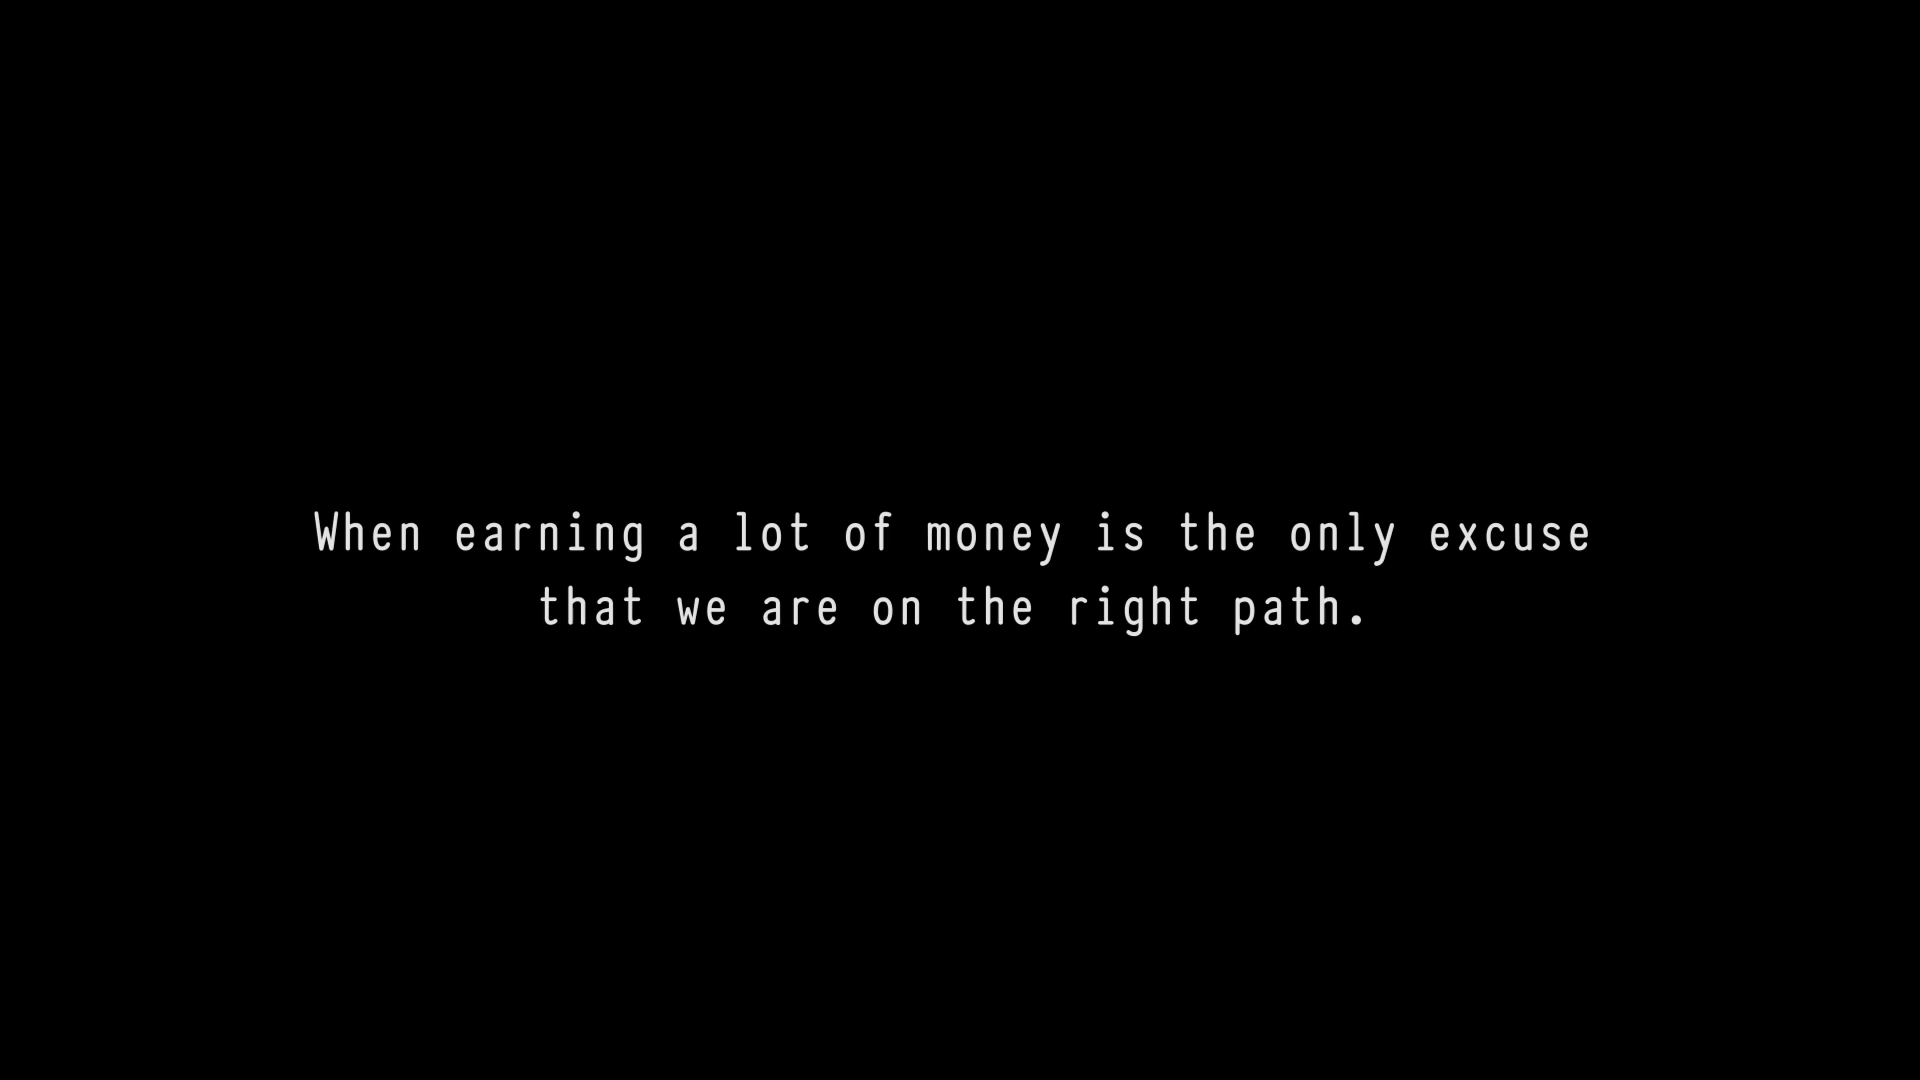 When earning a lot of money is the only excuse
that we are on the right path.